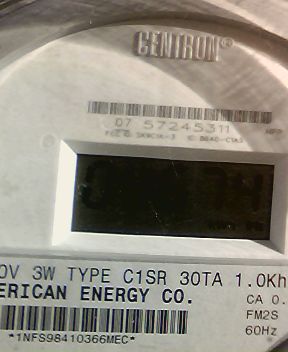 CENTRON®
07 57245311
0V 3W TYPE C1SR 30TA 1.0Kh
ERICAN ENERGY CO.
CA 0.
FM2S
60Hz
*1NFS98410366MEC*